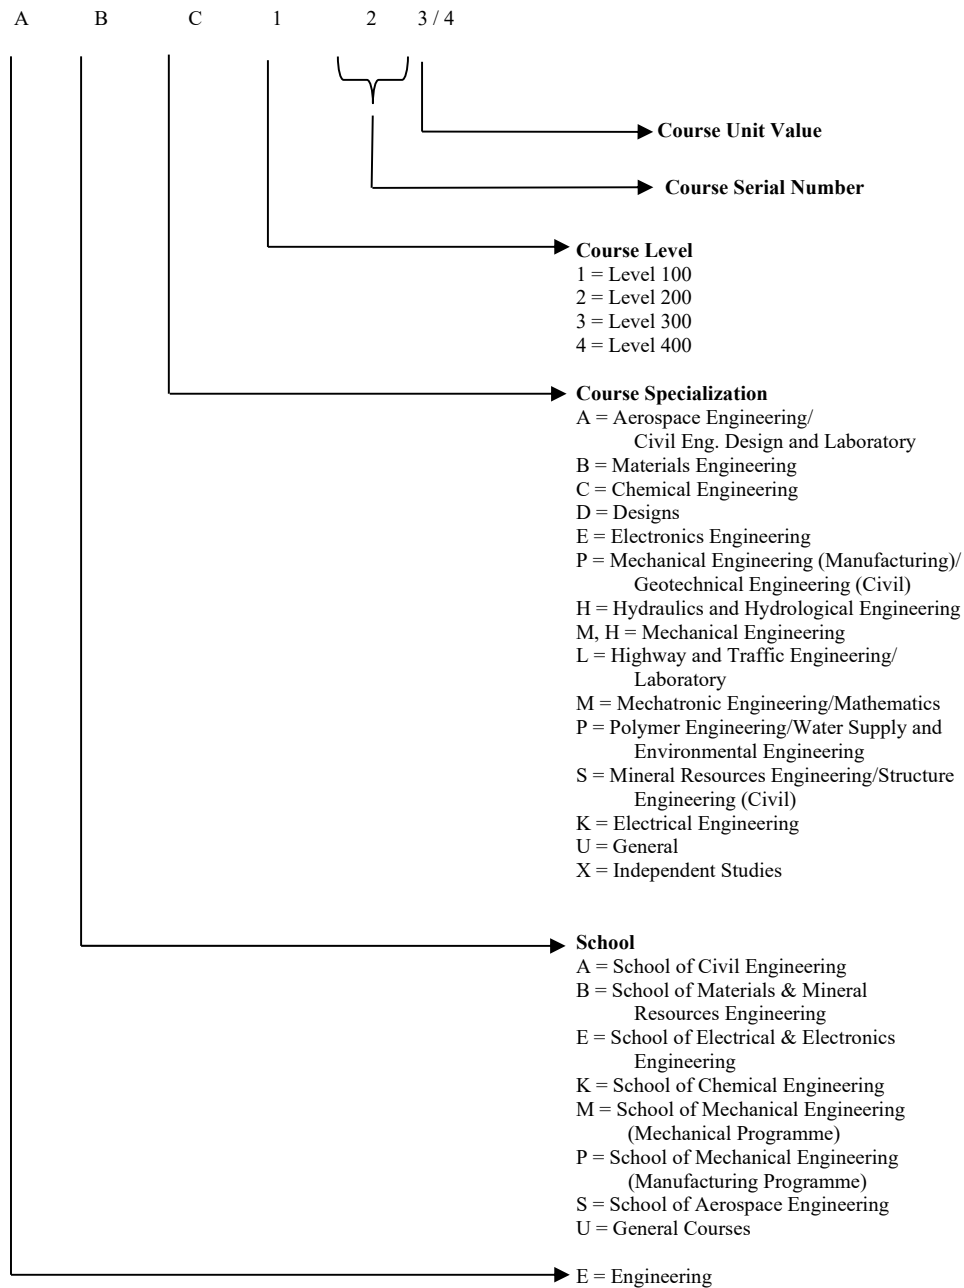 A B C 1 2 3 / 4
Course Unit Value
Course Serial Number
Course Level
1 = Level 100
2 = Level 200
3 = Level 300
4 = Level 400
Course Specialization
A = Aerospace Engineering/
Civil Eng. Design and Laboratory
B = Materials Engineering
C = Chemical Engineering
D = Designs
E = Electronics Engineering
P = Mechanical Engineering (Manufacturing)/
Geotechnical Engineering (Civil)
H = Hydraulics and Hydrological Engineering
M, H = Mechanical Engineering
L = Highway and Traffic Engineering/
Laboratory
M = Mechatronic Engineering/Mathematics
P = Polymer Engineering/Water Supply and
Environmental Engineering
S = Mineral Resources Engineering/Structure
Engineering (Civil)
K = Electrical Engineering
U = General
X = Independent Studies
School
A = School of Civil Engineering
B = School of Materials & Mineral
Resources Engineering
E = School of Electrical & Electronics
Engineering
K = School of Chemical Engineering
M = School of Mechanical Engineering
(Mechanical Programme)
P = School of Mechanical Engineering
(Manufacturing Programme)
S = School of Aerospace Engineering
U = General Courses
E = Engineering